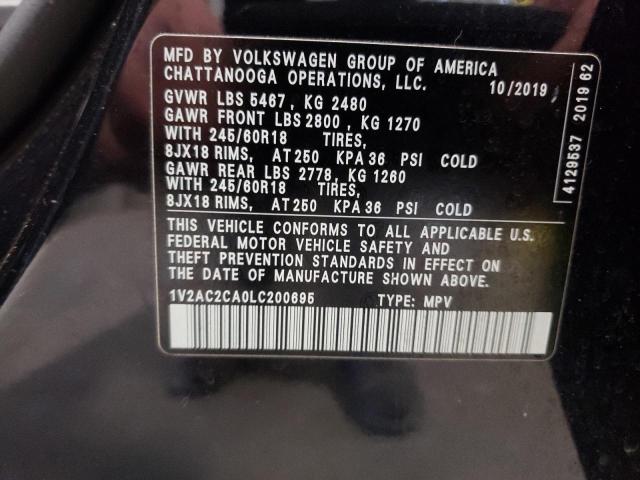 MFD BY VOLKSWAGEN GROUP OF AMERICA
CHATTANOOGA OPERATIONS, LLC. 10/2019
GVWR LBS 5467 , KG 2480
GAWR FRONT LBS 2800 , KG 1270
WITH 245/60R18 TIRES,
8JX18 RIMS, AT 250 KPA 36 PSI COLD
GAWR REAR LBS 2778 , KG 1260
WITH 245/60R18 TIRES,
8JX18 RIMS, AT 250 KPA 36 PSI COLD
THIS VEHICLE CONFORMS TO ALL APPLICABLE U.S.
FEDERAL MOTOR VEHICLE SAFETY AND
THEFT PREVENTION STANDARDS IN EFFECT ON
THE DATE OF MANUFACTURE SHOWN ABOVE.
1V2AC2CA0LC200695 TYPE: MPV
4129537 2019 62